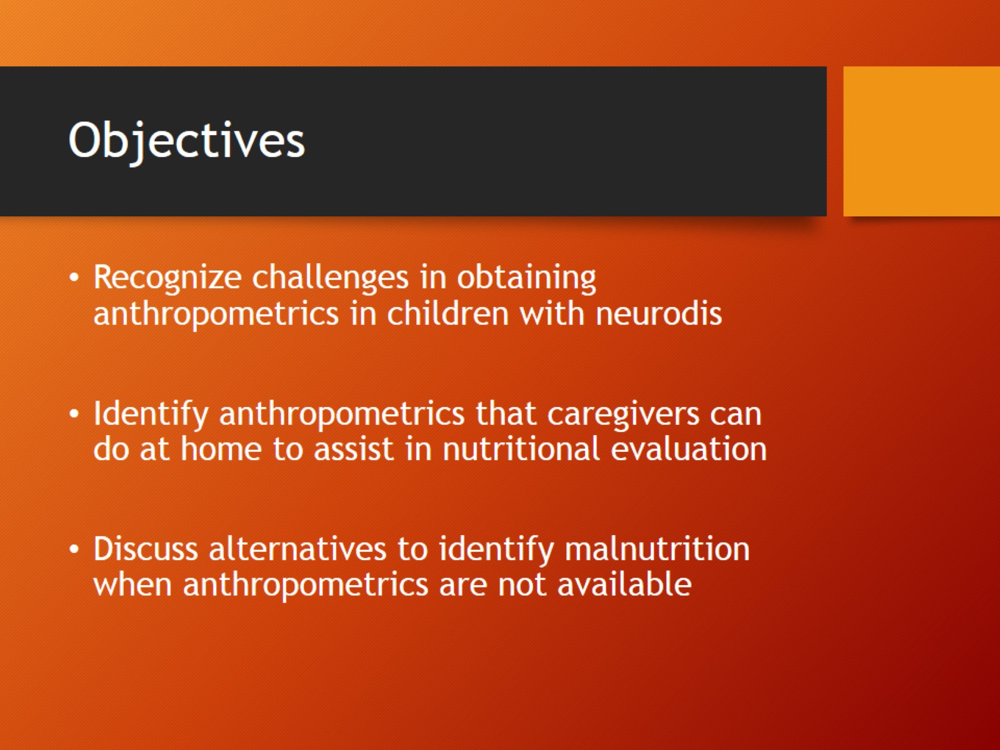 Objectives
• Recognize challenges in obtaining
anthropometrics in children with neurodis
• Identify anthropometrics that caregivers can
do at home to assist in nutritional evaluation
• Discuss alternatives to identify malnutrition
when anthropometrics are not available